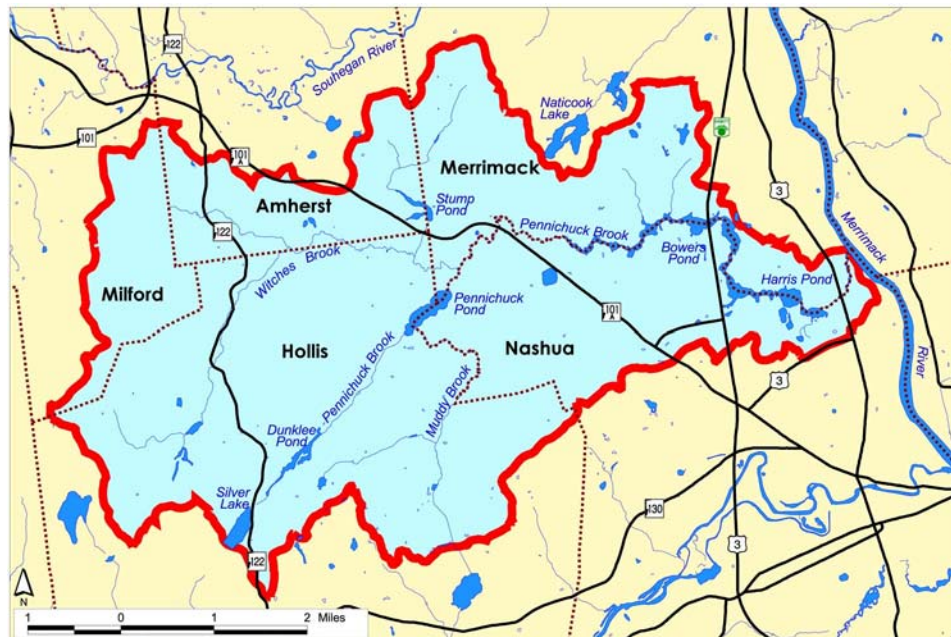 122
Souhegan River
Naticook
Lake
101
101
A
Merrimack
3
Stump
Pond
Amherst
122
Pennichuck Brook
Bowers
Pond
Merrimack
Witches Brook
Harris Pond
Milford
Pennichuck
Pond
101
A
Hollis
Nashua
Pennichuck Brook
River
3
Muddy Brook
Dunklee
Pond
Silver
Lake
130
3
122
N
1 0 1 2 Miles